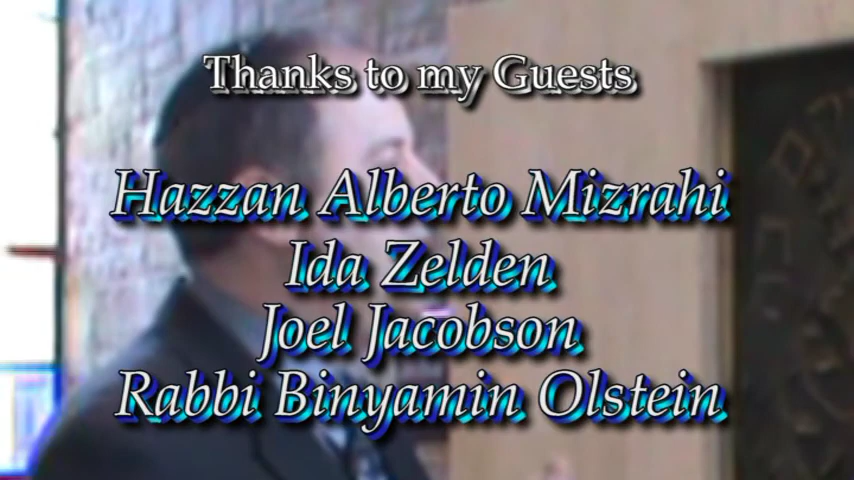 Thanks to my Guests
Hazzan Alberto Mizrahi
Ida Zelden
Joel Jacobson
Rabbi Binyamin Olstein